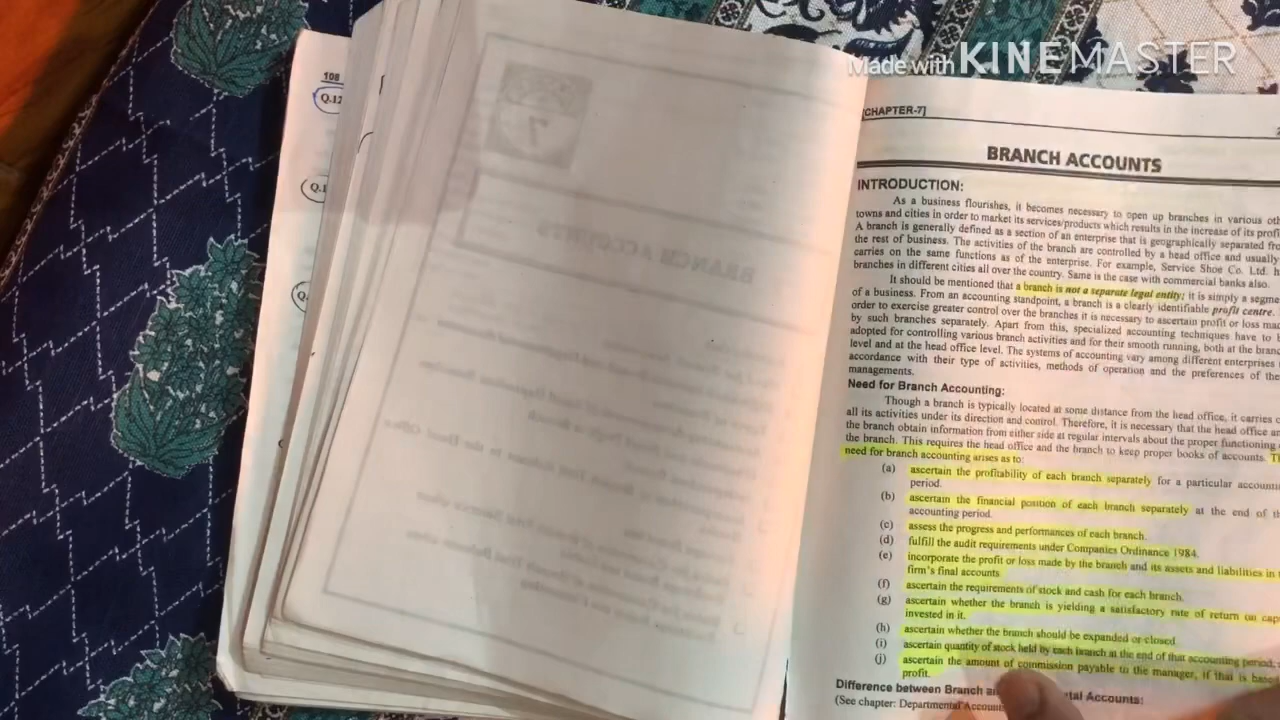 Made with KINEMASTER
108
Q.12
Q.1
[CHAPTER-7]
BRANCH ACCOUNTS
INTRODUCTION:
As a business flourishes, it becomes necessary to open up branches in various
towns and cities in order to market its services/products which results in the increase of its
A branch is generally defined as a section of an enterprise that is geographically separated
the rest of business. The activities of the branch are controlled by a head office and usually
carries on the same functions as of the enterprise. For example, Service Shoe Co. Ltd.
branches in different cities all over the country. Same is the case with commercial banks also.
It should be mentioned that a branch is not a separate legal entity; it is simply a
of a business. From an accounting standpoint, a branch is a clearly identifiable profit centre.
order to exercise greater control over the branches it is necessary to ascertain profit or loss
by such branches separately. Apart from this, specialized accounting techniques have to
adopted for controlling various branch activities and for their smooth running, both at the
level and at the head office level. The systems of accounting vary among different enterprises
accordance with their type of activities, methods of operation and the preferences of
managements.
Need for Branch Accounting:
Though a branch is typically located at some distance from the head office, it carries
all its activities under its direction and control. Therefore, it is necessary that the head office
the branch obtain information from either side at regular intervals about the proper functioning
the branch. This requires the head office and the branch to keep proper books of accounts.
need for branch accounting arises as to:
(a) ascertain the profitability of each branch separately for a particular
period.
(b) ascertain the financial position of each branch separately at the end of
accounting period.
(c) assess the progress and performances of each branch.
(d) fulfill the audit requirements under Companies Ordinance 1984.
(e) incorporate the profit or loss made by the branch and its assets and liabilities in
firm's final accounts
(f) ascertain the requirements of stock and cash for each branch.
(g) ascertain whether the branch is yielding a satisfactory rate of return on
invested in it.
(h) ascertain whether the branch should be expanded or closed
(i) ascertain quantity of stock held by each branch at the end of that accounting period,
(j) ascertain the amount of commission payable to the manager, if that is
profit.
Difference between Branch Accounts:
(See chapter: Departmental